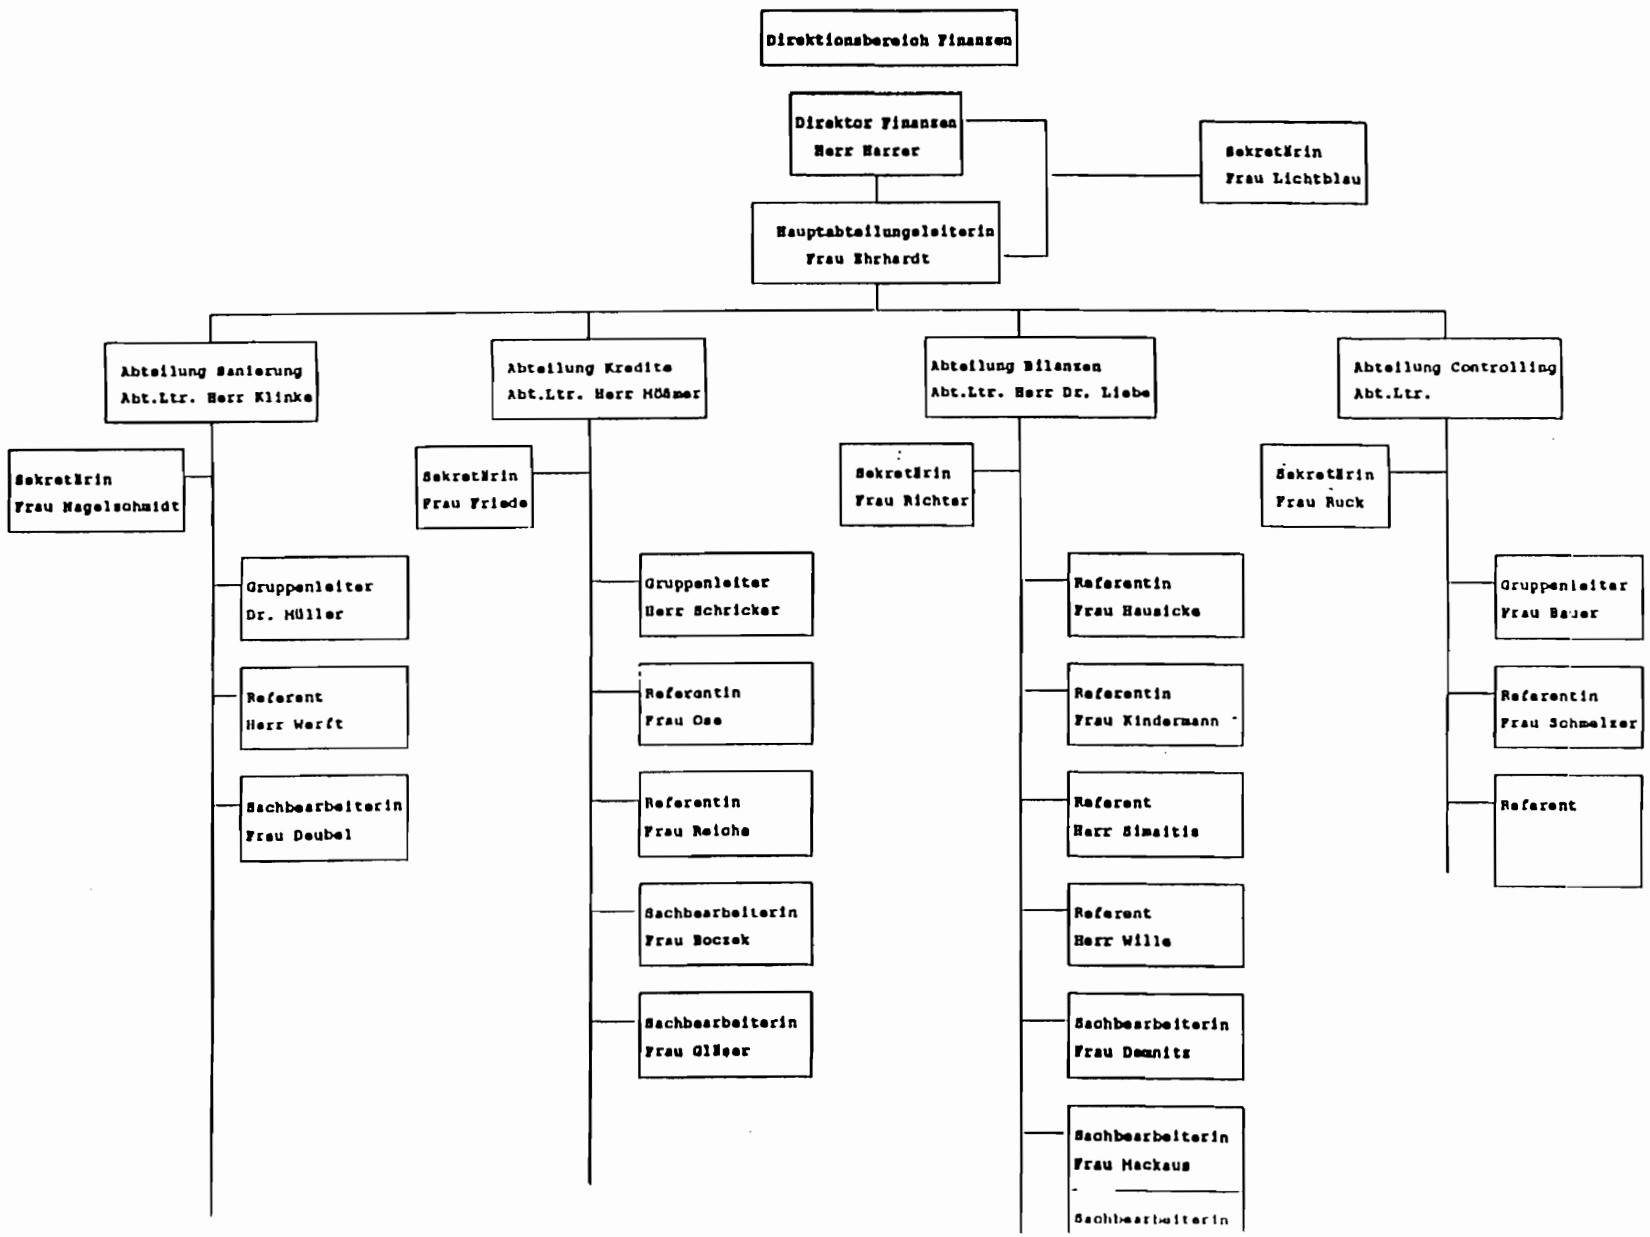 Direktionsbereich Finanzen
Direktor Finanzen
Herr Harrer
Sekretärin
Frau Lichtblau
Hauptabteilungsleiterin
Frau Ehrhardt
Abteilung Sanierung
Abt.Ltr. Herr Klinke
Abteilung Kredite
Abt.Ltr. Herr Mößmer
Abteilung Bilanzen
Abt.Ltr. Herr Dr. Liebe
Abteilung Controlling
Abt.Ltr.
Sekretärin
Frau Nagelschmidt
Sekretärin
Frau Friede
Sekretärin
Frau Richter
Sekretärin
Frau Ruck
Gruppenleiter
Dr. Müller
Referent
Herr Werft
Sachbearbeiterin
Frau Deubel
Gruppenleiter
Herr Schricker
Referentin
Frau Ose
Referentin
Frau Reiche
Sachbearbeiterin
Frau Boczek
Sachbearbeiterin
Frau Gläser
Referentin
Frau Hausicke
Referentin
Frau Kindermann
Referent
Herr Simaitis
Referent
Herr Wille
Sachbearbeiterin
Frau Demnitz
Sachbearbeiterin
Frau Mackaus
Sachbearbeiterin
Gruppenleiter
Frau Bauer
Referentin
Frau Schmelzer
Referent